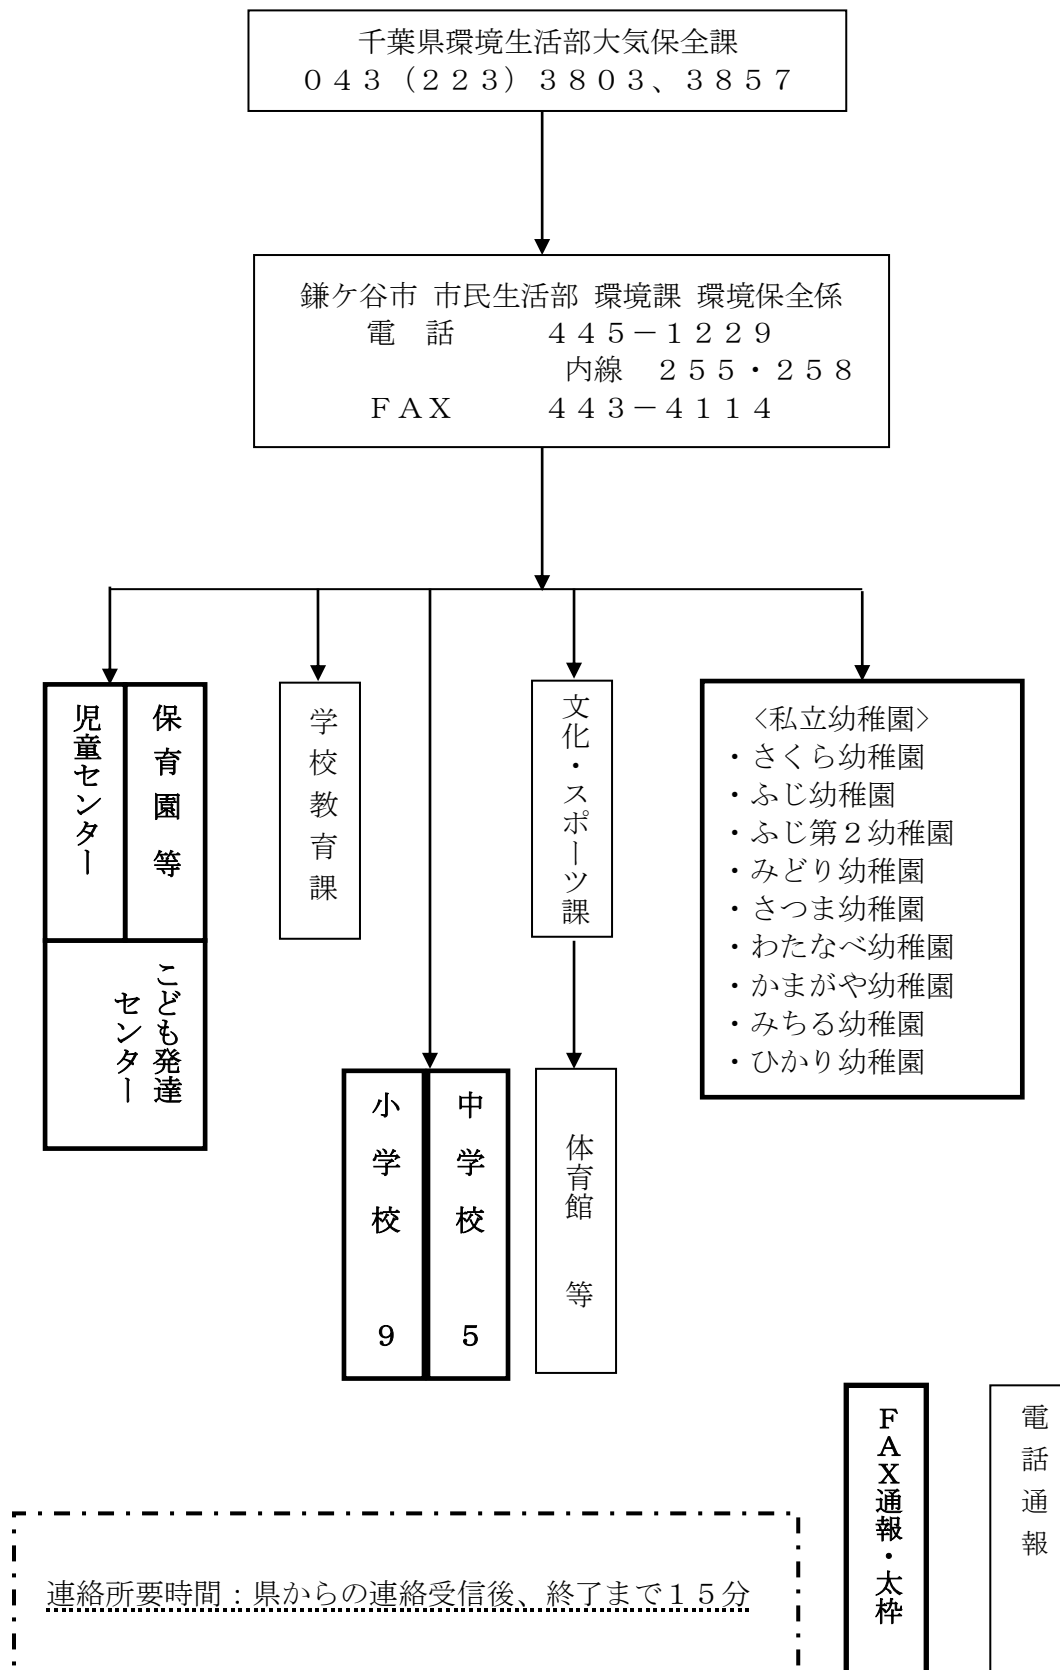 千葉県環境生活部大気保全課
０４３（２２３）３８０３、３８５７
鎌ケ谷市 市民生活部 環境課 環境保全係
電　話　　　４４５－１２２９
内線　２５５・２５８
ＦＡＸ　　　４４３－４１１４
児童センター
保育園等
こども発達
センター
学校教育課
小学校　９
中学校　５
文化・スポーツ課
体育館　等
<私立幼稚園>
・さくら幼稚園
・ふじ幼稚園
・ふじ第２幼稚園
・みどり幼稚園
・さつま幼稚園
・わたなべ幼稚園
・かまがや幼稚園
・みちる幼稚園
・ひかり幼稚園
連絡所要時間：県からの連絡受信後、終了まで１５分
ＦＡＸ通報・太枠
電話通報